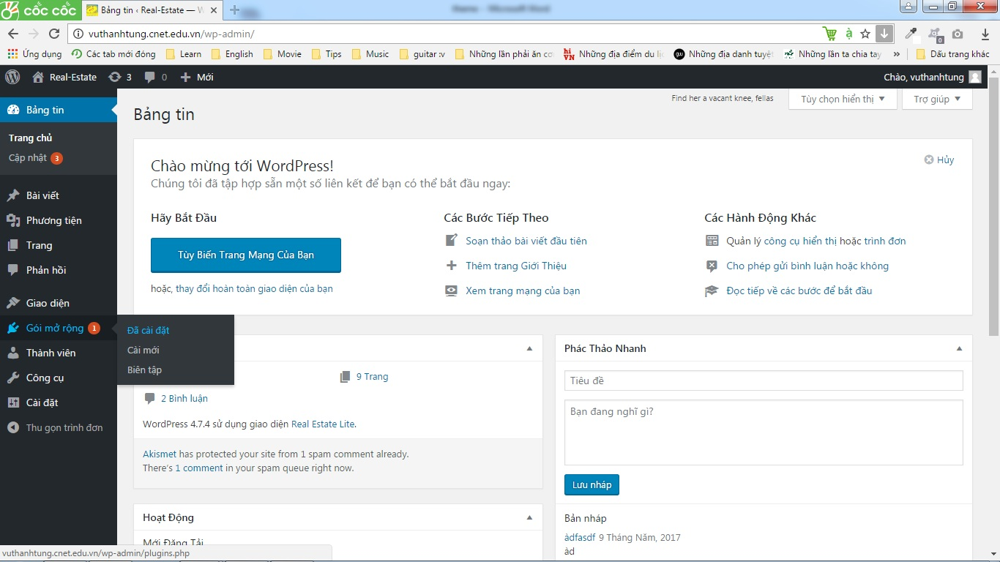 cốc cốc
Bảng tin ‹ Real-Estate — W
theme - Microsoft Word
vuthanhtung.cnet.edu.vn/wp-admin/
à
0
Ứng dụng
Các tab mới đóng
Learn
English
Movie
Tips
Music
guitar :v
Những lần phải ăn cơ
hi VN
Những địa điểm du lịc
Những địa danh tuyệt
Những lần ta chia tay
»
Dấu trang khác
Real-Estate
3
0
Mới
Chào, vuthanhtung
Bảng tin
Trang chủ
Cập nhật 3
Bài viết
Phương tiện
Trang
Phản hồi
Giao diện
Gói mở rộng 1
Thành viên
Công cụ
Cài đặt
Thu gọn trình đơn
Đã cài đặt
Cài mới
Biên tập
Find her a vacant knee, fellas
Tùy chọn hiển thị
Trợ giúp
Bảng tin
Chào mừng tới WordPress!
Chúng tôi đã tập hợp sẵn một số liên kết để bạn có thể bắt đầu ngay:
Hủy
Hãy Bắt Đầu
Tùy Biến Trang Mạng Của Bạn
hoặc, thay đổi hoàn toàn giao diện của bạn
Các Bước Tiếp Theo
Soạn thảo bài viết đầu tiên
Thêm trang Giới Thiệu
Xem trang mạng của bạn
Các Hành Động Khác
Quản lý công cụ hiển thị hoặc trình đơn
Cho phép gửi bình luận hoặc không
Đọc tiếp về các bước để bắt đầu
9 Trang
2 Bình luận
WordPress 4.7.4 sử dụng giao diện Real Estate Lite.
Akismet has protected your site from 1 spam comment already.
There's 1 comment in your spam queue right now.
Hoạt Động
Mới Đăng Tải
Phác Thảo Nhanh
Tiêu đề
Bạn đang nghĩ gì?
Lưu nháp
Bản nháp
àdfasdf 9 Tháng Năm, 2017
àd
vuthanhtung.cnet.edu.vn/wp-admin/plugins.php